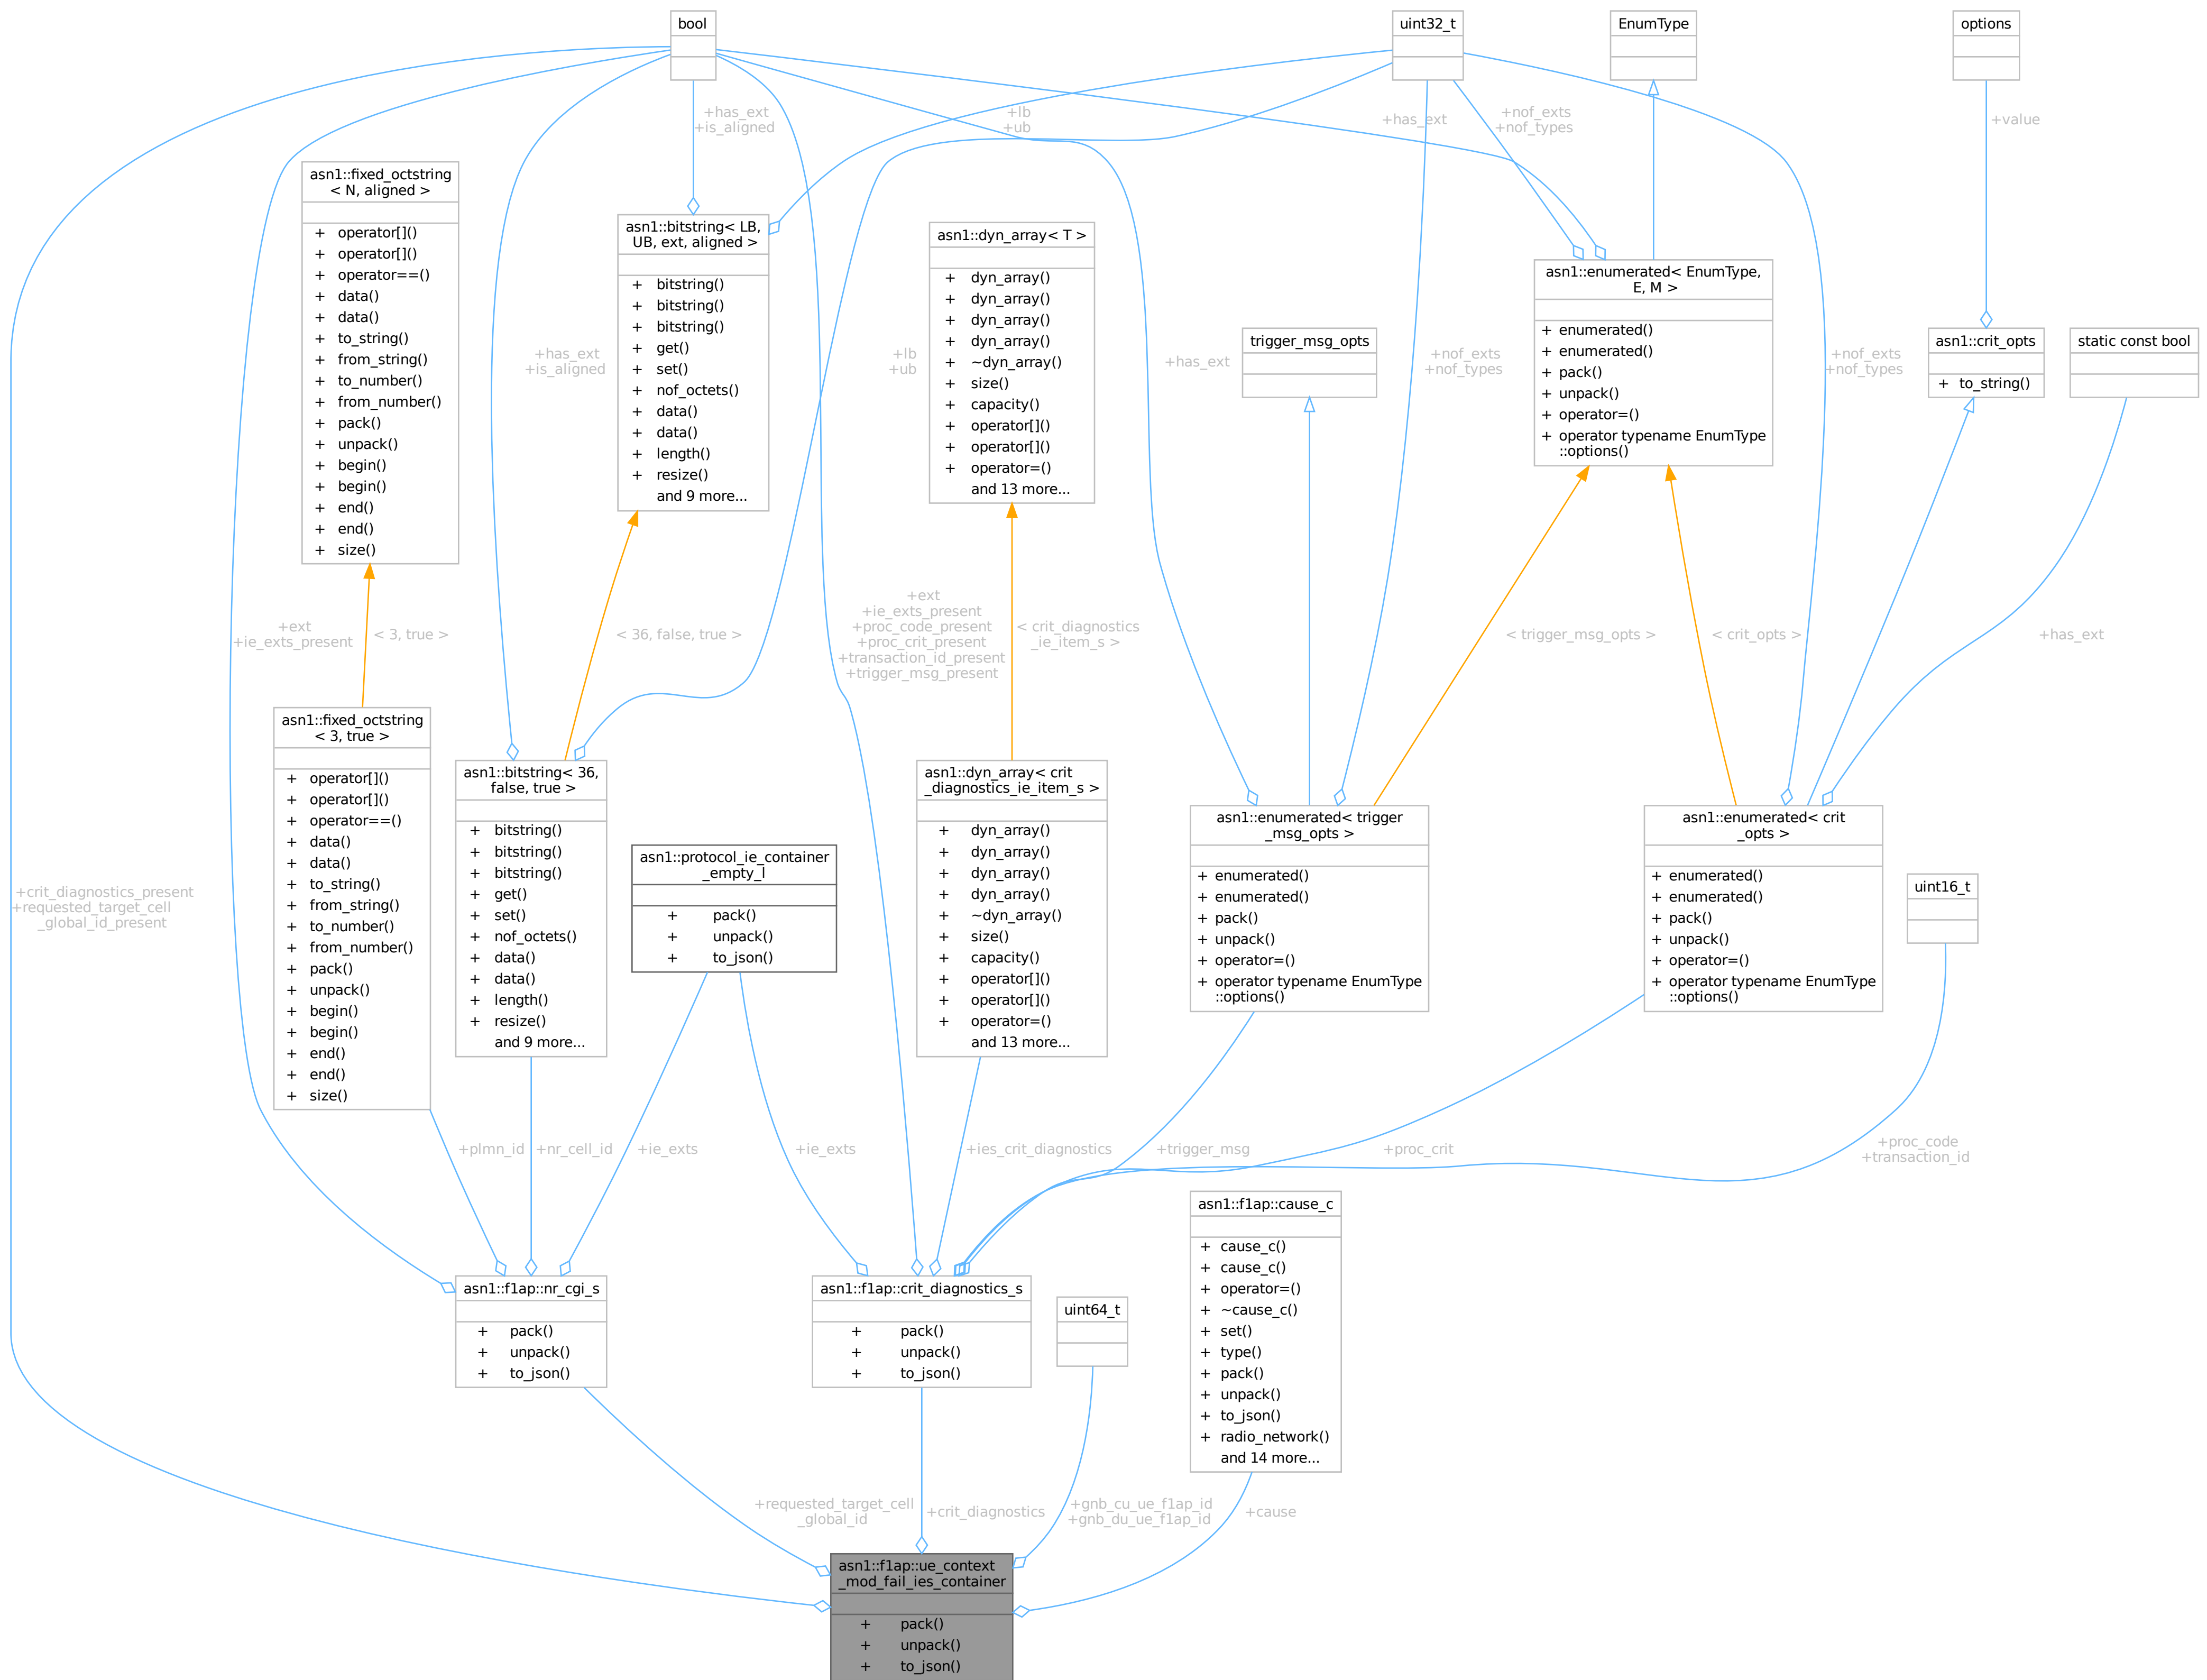 bool
uint32_t
EnumType
options
+has_ext
+is_aligned
+lb
+ub
+has_ext
+nof_exts
+nof_types
+value
asn1::fixed_octstring
< N, aligned >
+ operator[]()
+ operator[]()
+ operator==()
+ data()
+ data()
+ to_string()
+ from_string()
+ to_number()
+ from_number()
+ pack()
+ unpack()
+ begin()
+ begin()
+ end()
+ end()
+ size()
asn1::bitstring< LB,
UB, ext, aligned >
+ bitstring()
+ bitstring()
+ bitstring()
+ get()
+ set()
+ nof_octets()
+ data()
+ data()
+ length()
+ resize()
and 9 more...
asn1::dyn_array< T >
+ dyn_array()
+ dyn_array()
+ dyn_array()
+ dyn_array()
+ ~dyn_array()
+ size()
+ capacity()
+ operator[]()
+ operator[]()
+ operator=()
and 13 more...
asn1::enumerated< EnumType,
E, M >
+ enumerated()
+ enumerated()
+ pack()
+ unpack()
+ operator=()
+ operator typename EnumType
::options()
trigger_msg_opts
asn1::crit_opts
+ to_string()
static const bool
+has_ext
+is_aligned
+lb
+ub
+has_ext
+nof_exts
+nof_types
+nof_exts
+nof_types
+ext
+ie_exts_present
< 3, true >
< 36, false, true >
+ext
+ie_exts_present
+proc_code_present
+proc_crit_present
+transaction_id_present
+trigger_msg_present
< crit_diagnostics
_ie_item_s >
< trigger_msg_opts >
< crit_opts >
+has_ext
asn1::fixed_octstring
< 3, true >
+ operator[]()
+ operator[]()
+ operator==()
+ data()
+ data()
+ to_string()
+ from_string()
+ to_number()
+ from_number()
+ pack()
+ unpack()
+ begin()
+ begin()
+ end()
+ end()
+ size()
asn1::bitstring< 36,
false, true >
+ bitstring()
+ bitstring()
+ bitstring()
+ get()
+ set()
+ nof_octets()
+ data()
+ data()
+ length()
+ resize()
and 9 more...
asn1::protocol_ie_container
_empty_l
+ pack()
+ unpack()
+ to_json()
asn1::dyn_array< crit
_diagnostics_ie_item_s >
+ dyn_array()
+ dyn_array()
+ dyn_array()
+ dyn_array()
+ ~dyn_array()
+ size()
+ capacity()
+ operator[]()
+ operator[]()
+ operator=()
and 13 more...
asn1::enumerated< trigger
_msg_opts >
+ enumerated()
+ enumerated()
+ pack()
+ unpack()
+ operator=()
+ operator typename EnumType
::options()
asn1::enumerated< crit
_opts >
+ enumerated()
+ enumerated()
+ pack()
+ unpack()
+ operator=()
+ operator typename EnumType
::options()
uint16_t
+crit_diagnostics_present
+requested_target_cell
_global_id_present
+plmn_id
+nr_cell_id
+ie_exts
+ie_exts
+ies_crit_diagnostics
+trigger_msg
+proc_crit
+proc_code
+transaction_id
asn1::f1ap::nr_cgi_s
+ pack()
+ unpack()
+ to_json()
asn1::f1ap::crit_diagnostics_s
+ pack()
+ unpack()
+ to_json()
uint64_t
asn1::f1ap::cause_c
+ cause_c()
+ cause_c()
+ operator=()
+ ~cause_c()
+ set()
+ type()
+ pack()
+ unpack()
+ to_json()
+ radio_network()
and 14 more...
+requested_target_cell
_global_id
+crit_diagnostics
+gnb_cu_ue_f1ap_id
+gnb_du_ue_f1ap_id
+cause
asn1::f1ap::ue_context
_mod_fail_ies_container
+ pack()
+ unpack()
+ to_json()